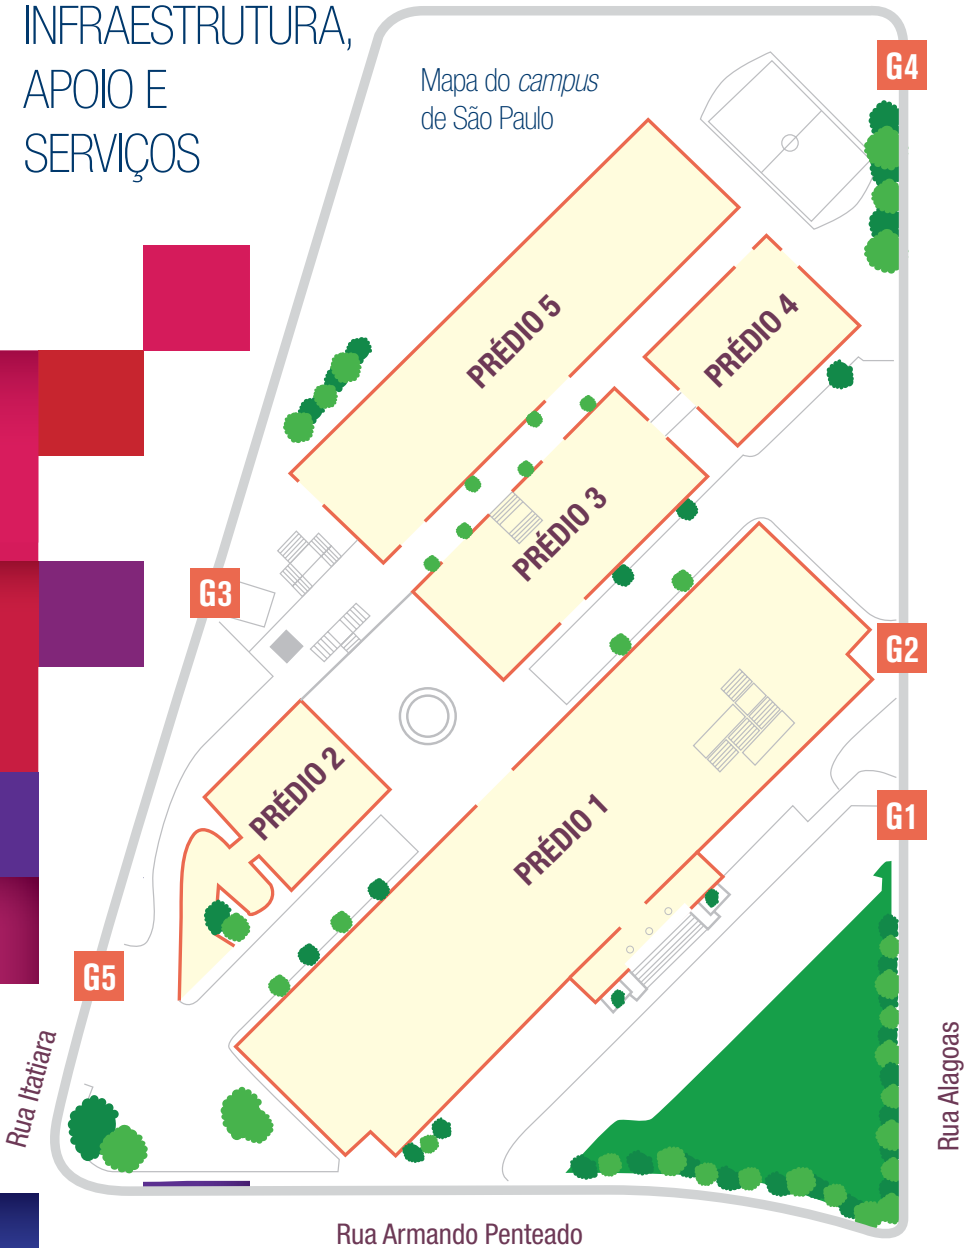 INFRAESTRUTURA,
APOIO E
SERVIÇOS
Mapa do campus
de São Paulo
G4
PRÉDIO 5
PRÉDIO 4
PRÉDIO 3
G3
G2
PRÉDIO 2
PRÉDIO 1
G1
G5
Rua Itatiara
Rua Alagoas
Rua Armando Penteado